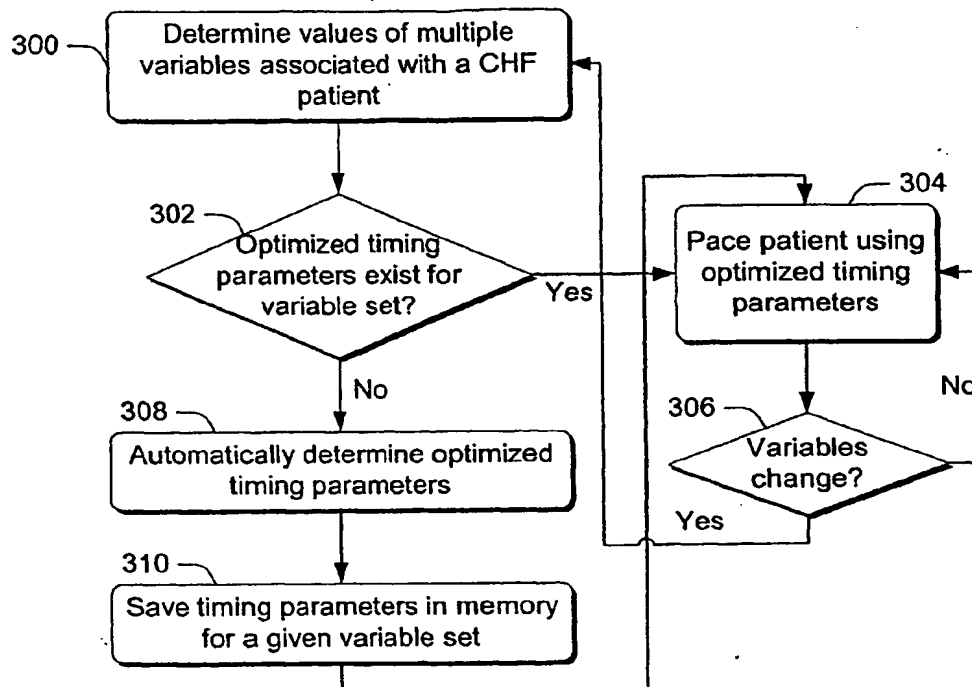 300
Determine values of multiple
variables associated with a CHF
patient
302
Optimized timing
parameters exist for
variable set?
Yes
No
304
Pace patient using
optimized timing
parameters
306
Variables
change?
No
Yes
308
Automatically determine optimized
timing parameters
310
Save timing parameters in memory
for a given variable set